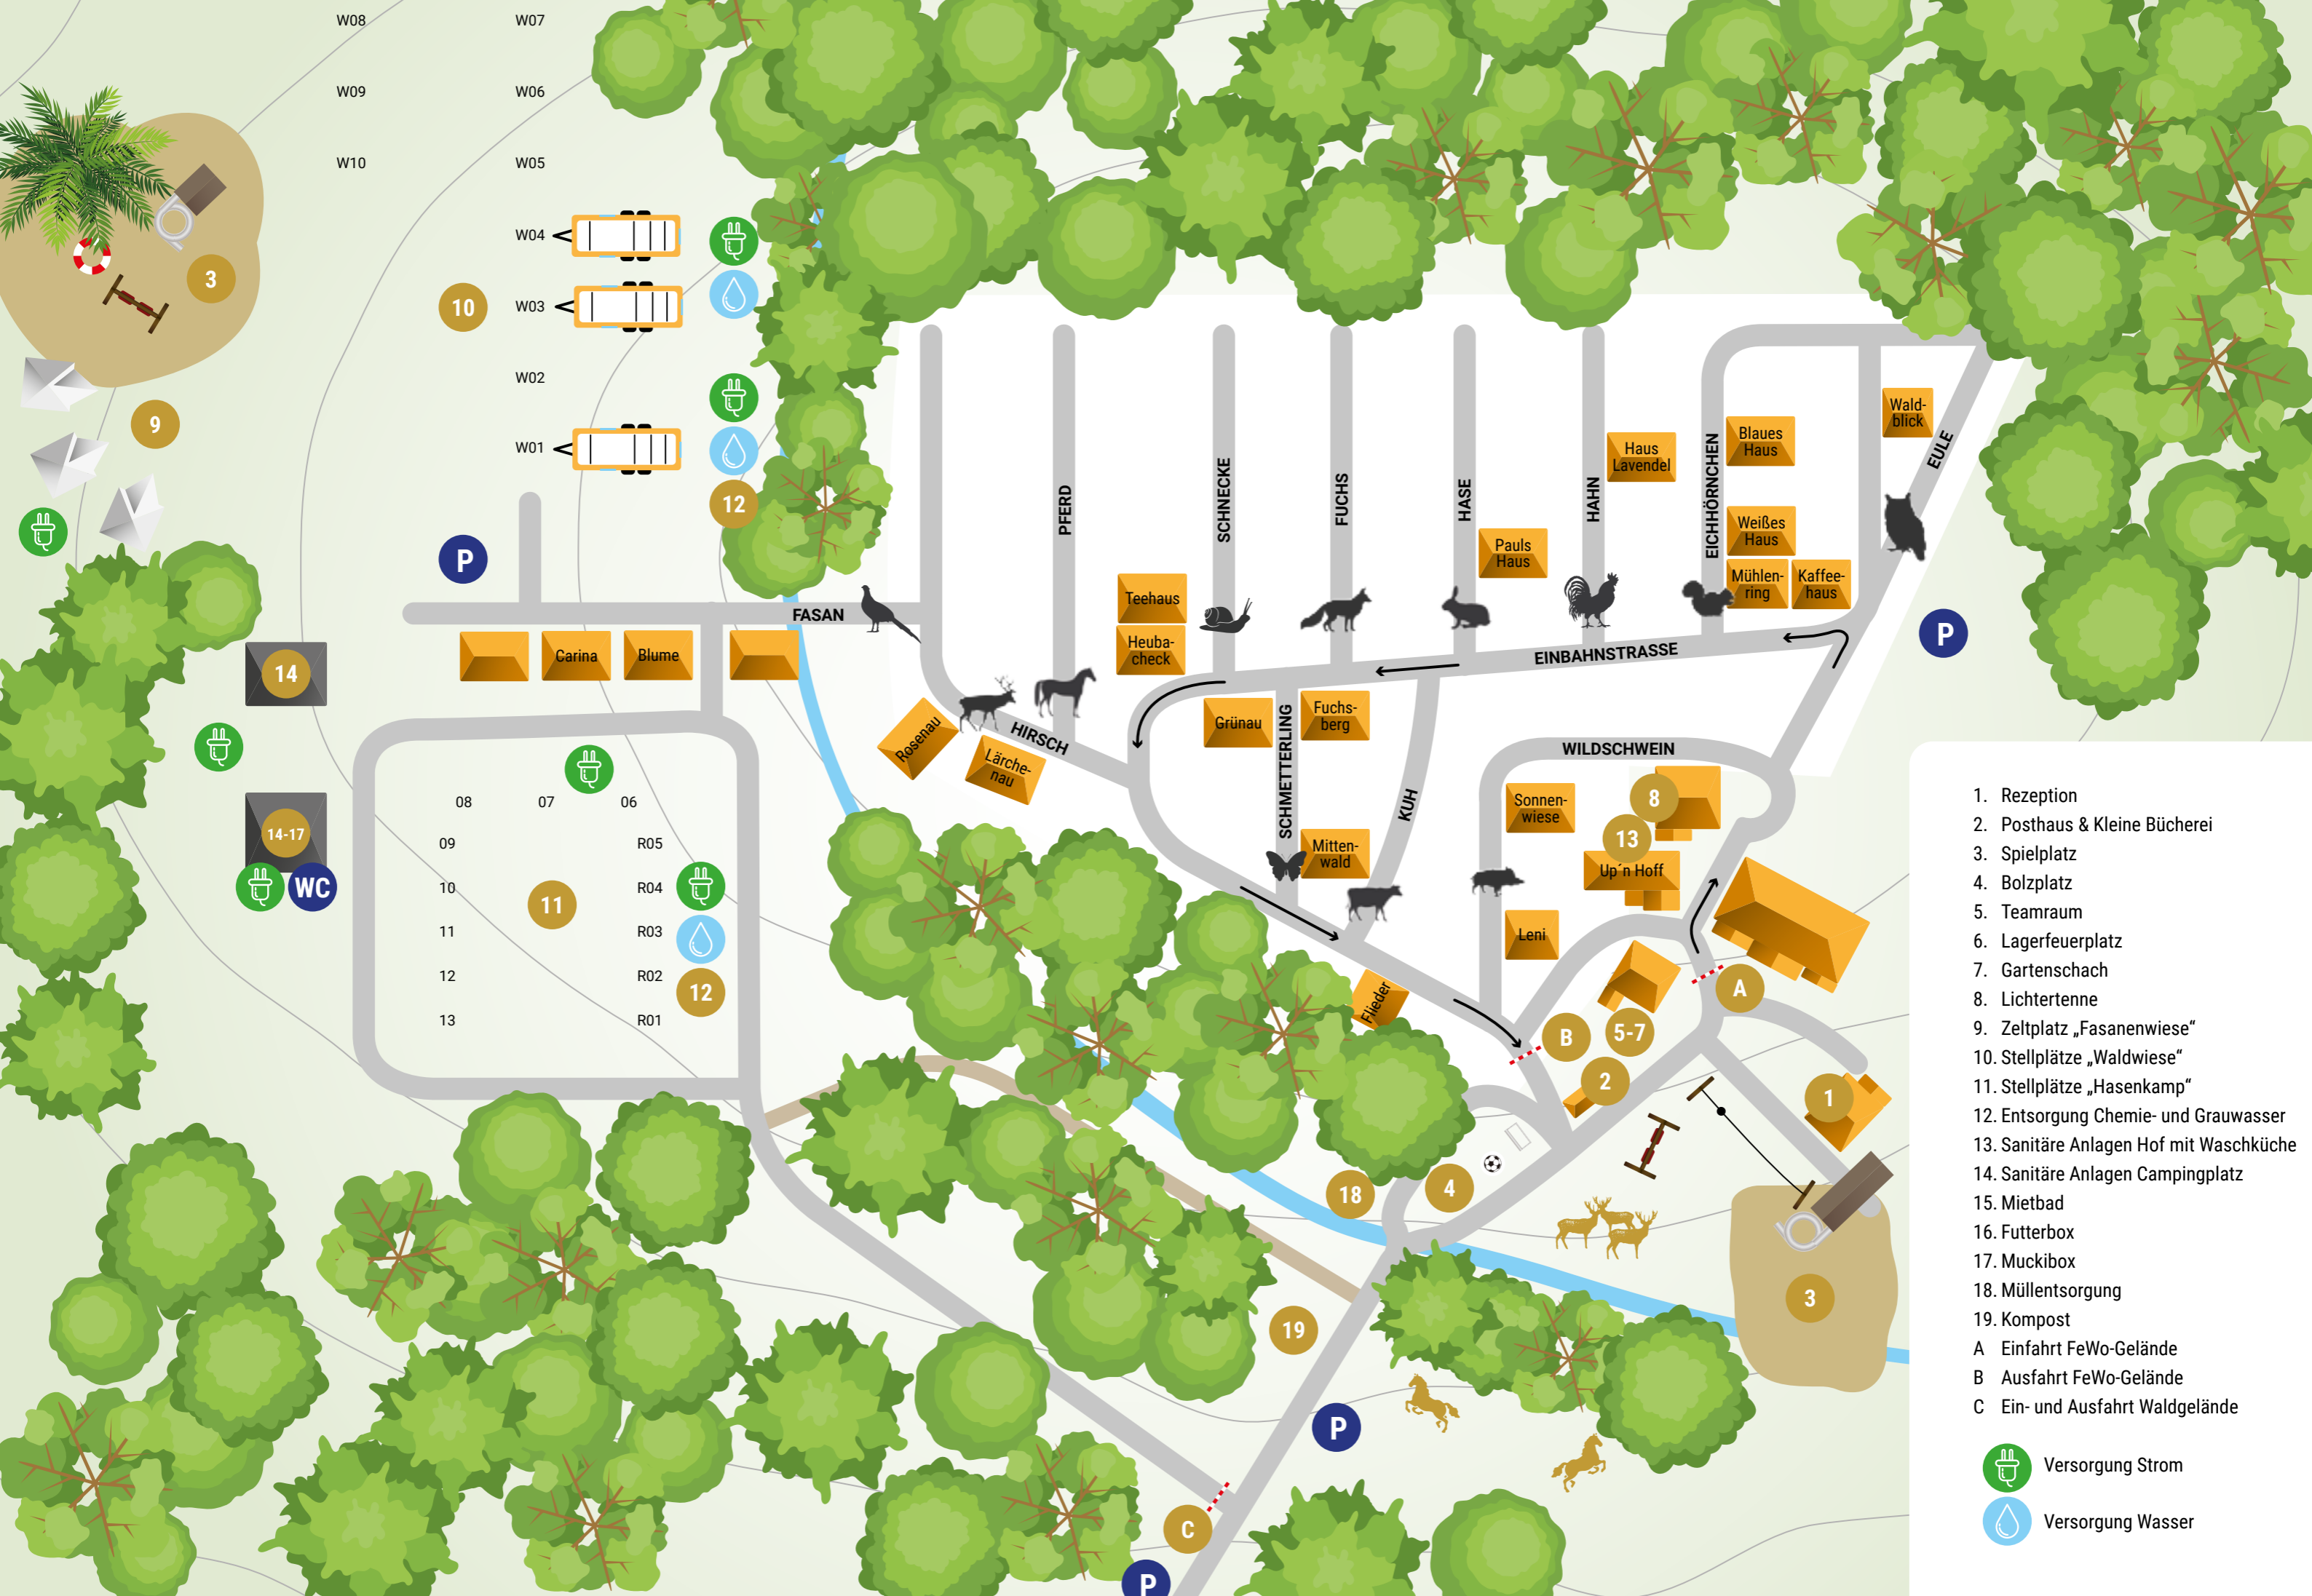 W08
W07
W09
W06
W10
W05
W04
W03
W02
W01
3
10
9
12
P
FASAN
Carina
Blume
14
14-17
WC
08
07
06
09
R05
10
R04
11
11
R03
12
R02
12
13
R01
PFERD
SCHNECKE
FUCHS
HASE
HAHN
EICHHÖRNCHEN
EULE
Wald-
blick
Blaues
Haus
Haus
Lavendel
Weißes
Haus
Pauls
Haus
Mühlen-
ring
Kaffee-
haus
Teehaus
Heuba-
check
P
EINBAHNSTRASSE
Rosenau
HIRSCH
Lärche-
nau
Grünau
SCHMETTERLING
Fuchs-
berg
KUH
WILDSCHWEIN
Sonnen-
wiese
8
13
Mitten-
wald
Up´n Hoff
Leni
Flieder
A
B
5-7
2
1
18
4
3
19
P
C
P
1. Rezeption
2. Posthaus & Kleine Bücherei
3. Spielplatz
4. Bolzplatz
5. Teamraum
6. Lagerfeuerplatz
7. Gartenschach
8. Lichtertenne
9. Zeltplatz „Fasanenwiese“
10. Stellplätze „Waldwiese“
11. Stellplätze „Hasenkamp“
12. Entsorgung Chemie- und Grauwasser
13. Sanitäre Anlagen Hof mit Waschküche
14. Sanitäre Anlagen Campingplatz
15. Mietbad
16. Futterbox
17. Muckibox
18. Müllentsorgung
19. Kompost
A Einfahrt FeWo-Gelände
B Ausfahrt FeWo-Gelände
C Ein- und Ausfahrt Waldgelände
Versorgung Strom
Versorgung Wasser